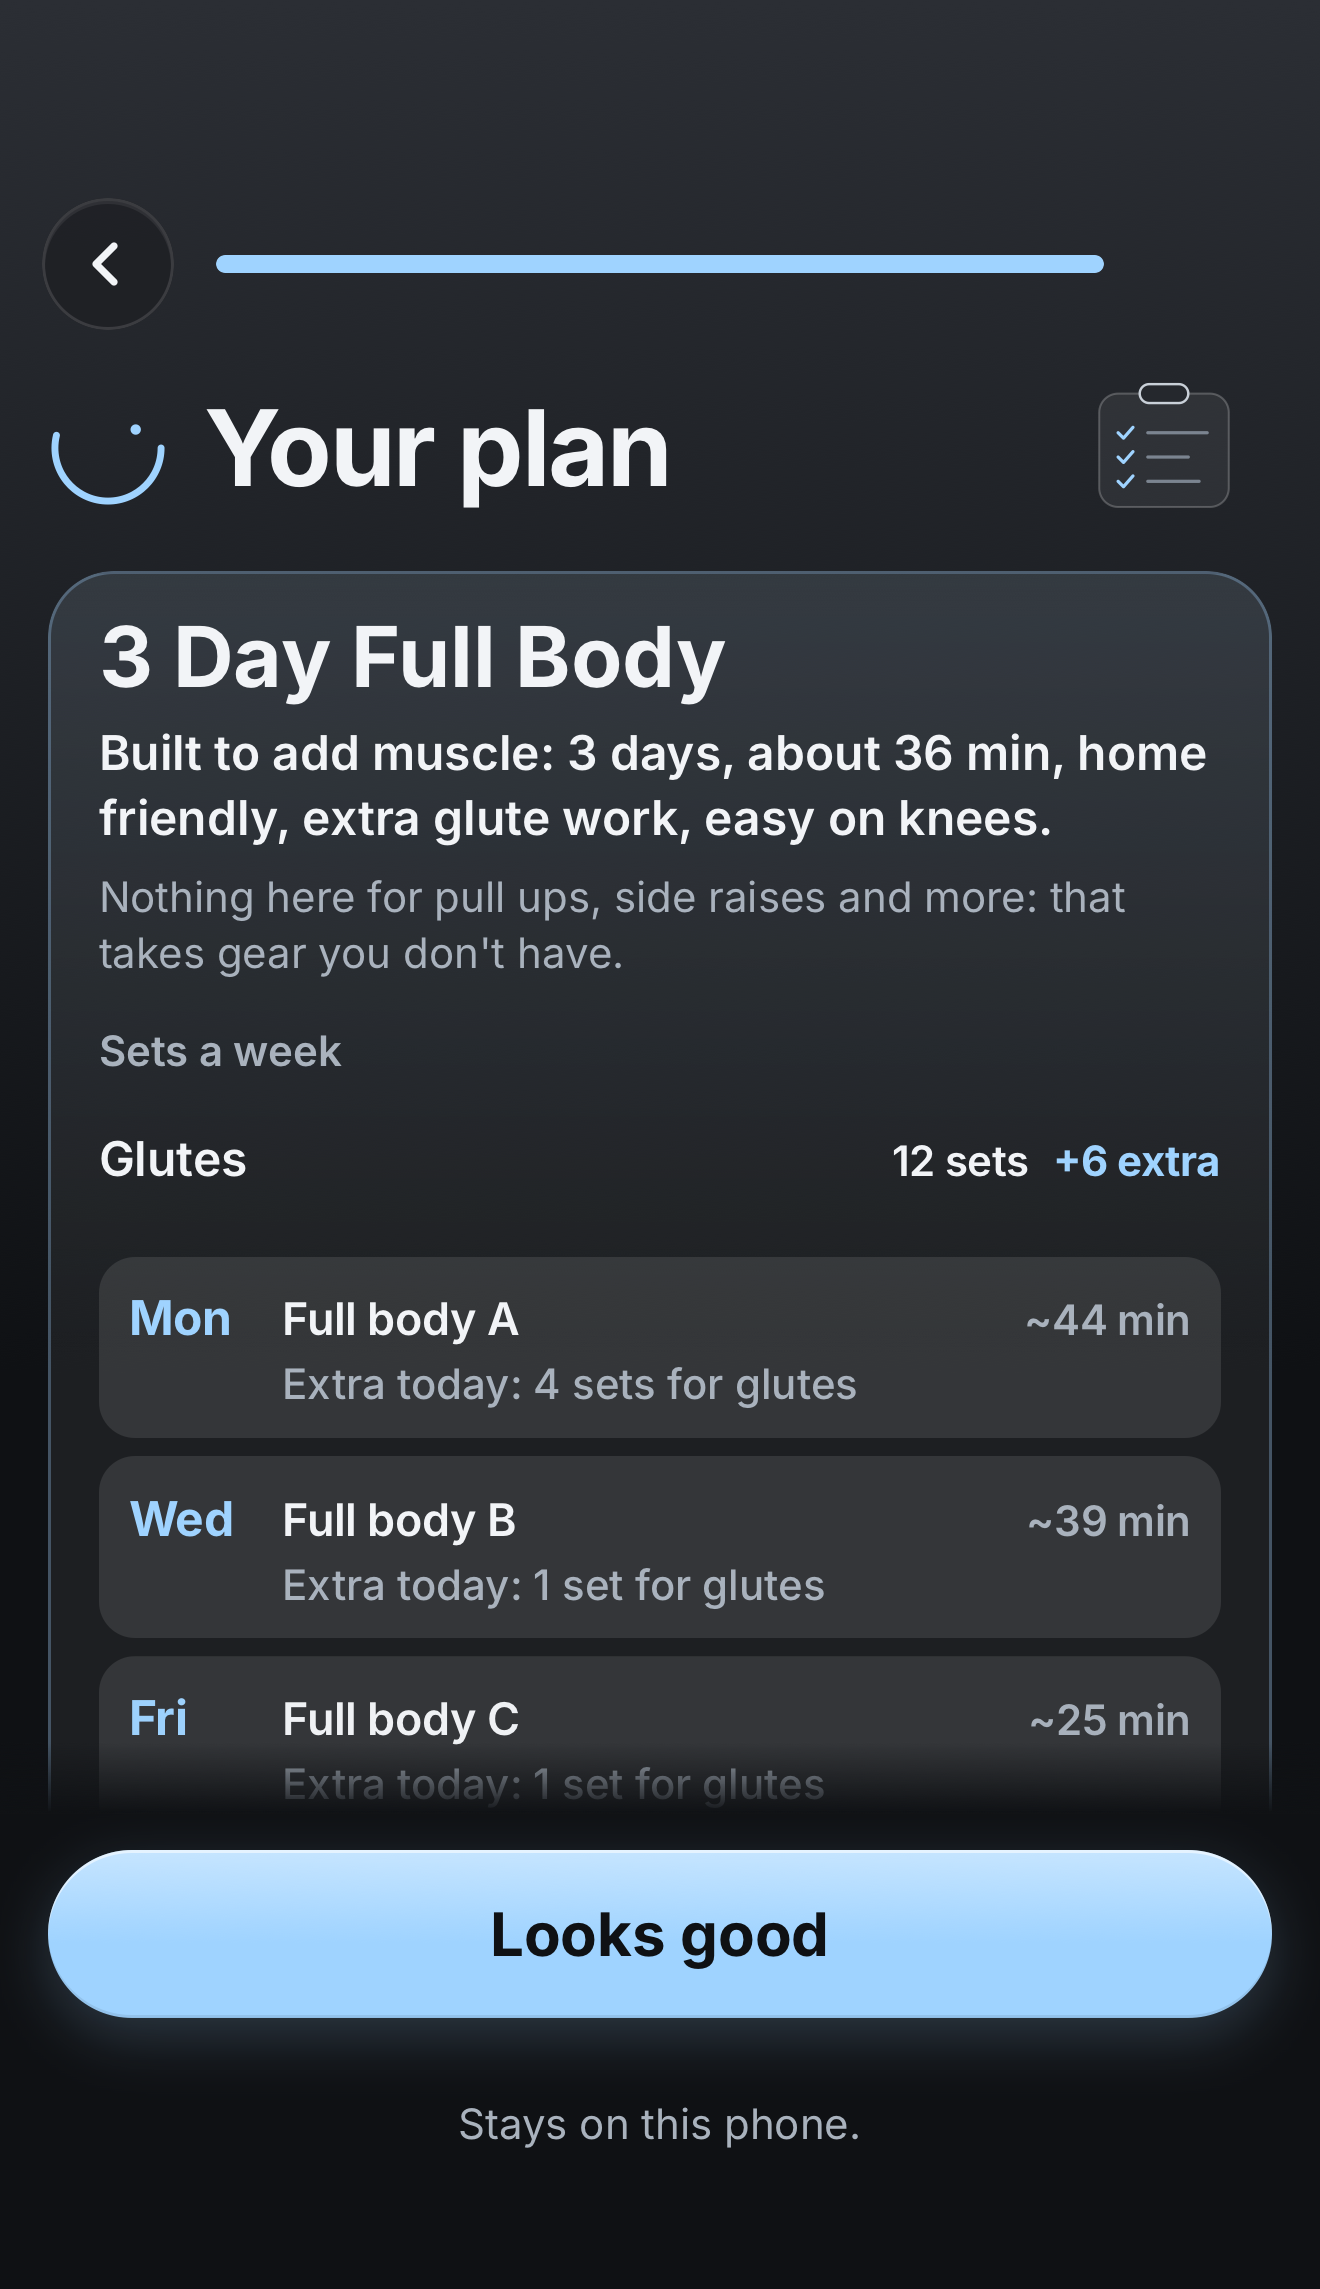 Your plan
3 Day Full Body
Built to add muscle: 3 days, about 36 min, home
friendly, extra glute work, easy on knees.
Nothing here for pull ups, side raises and more: that
takes gear you don't have.
Sets a week
Glutes 12 sets +6 extra
Mon Full body A ~44 min
Extra today: 4 sets for glutes
Wed Full body B ~39 min
Extra today: 1 set for glutes
Fri Full body C ~25 min
Extra today: 1 set for glutes
Looks good
Stays on this phone.